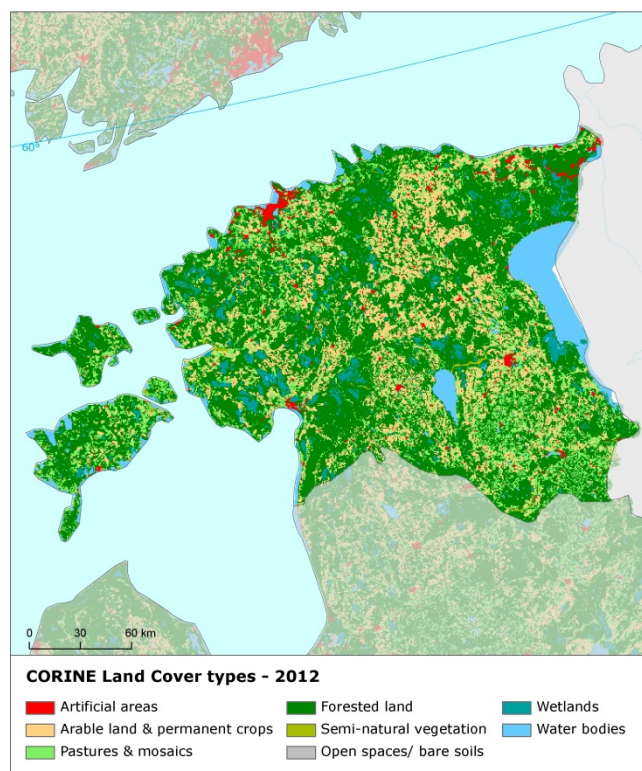 60°
0 30 60 km
CORINE Land Cover types - 2012
Artificial areas
Arable land & permanent crops
Pastures & mosaics
Forested land
Semi-natural vegetation
Open spaces/ bare soils
Wetlands
Water bodies